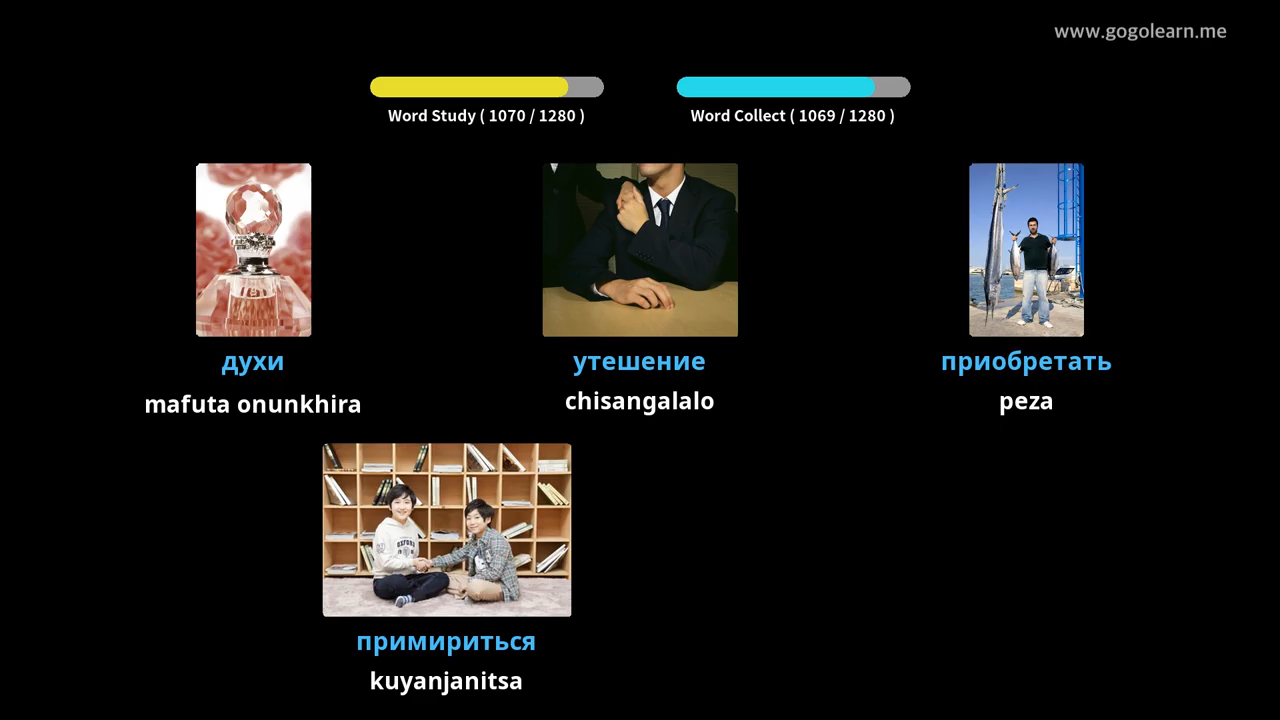 www.gogolearn.me
Word Study ( 1070 / 1280 )
Word Collect ( 1069 / 1280 )
духи
mafuta onunkhira
утешение
chisangalalo
приобретать
peza
примириться
kuyanjanitsa